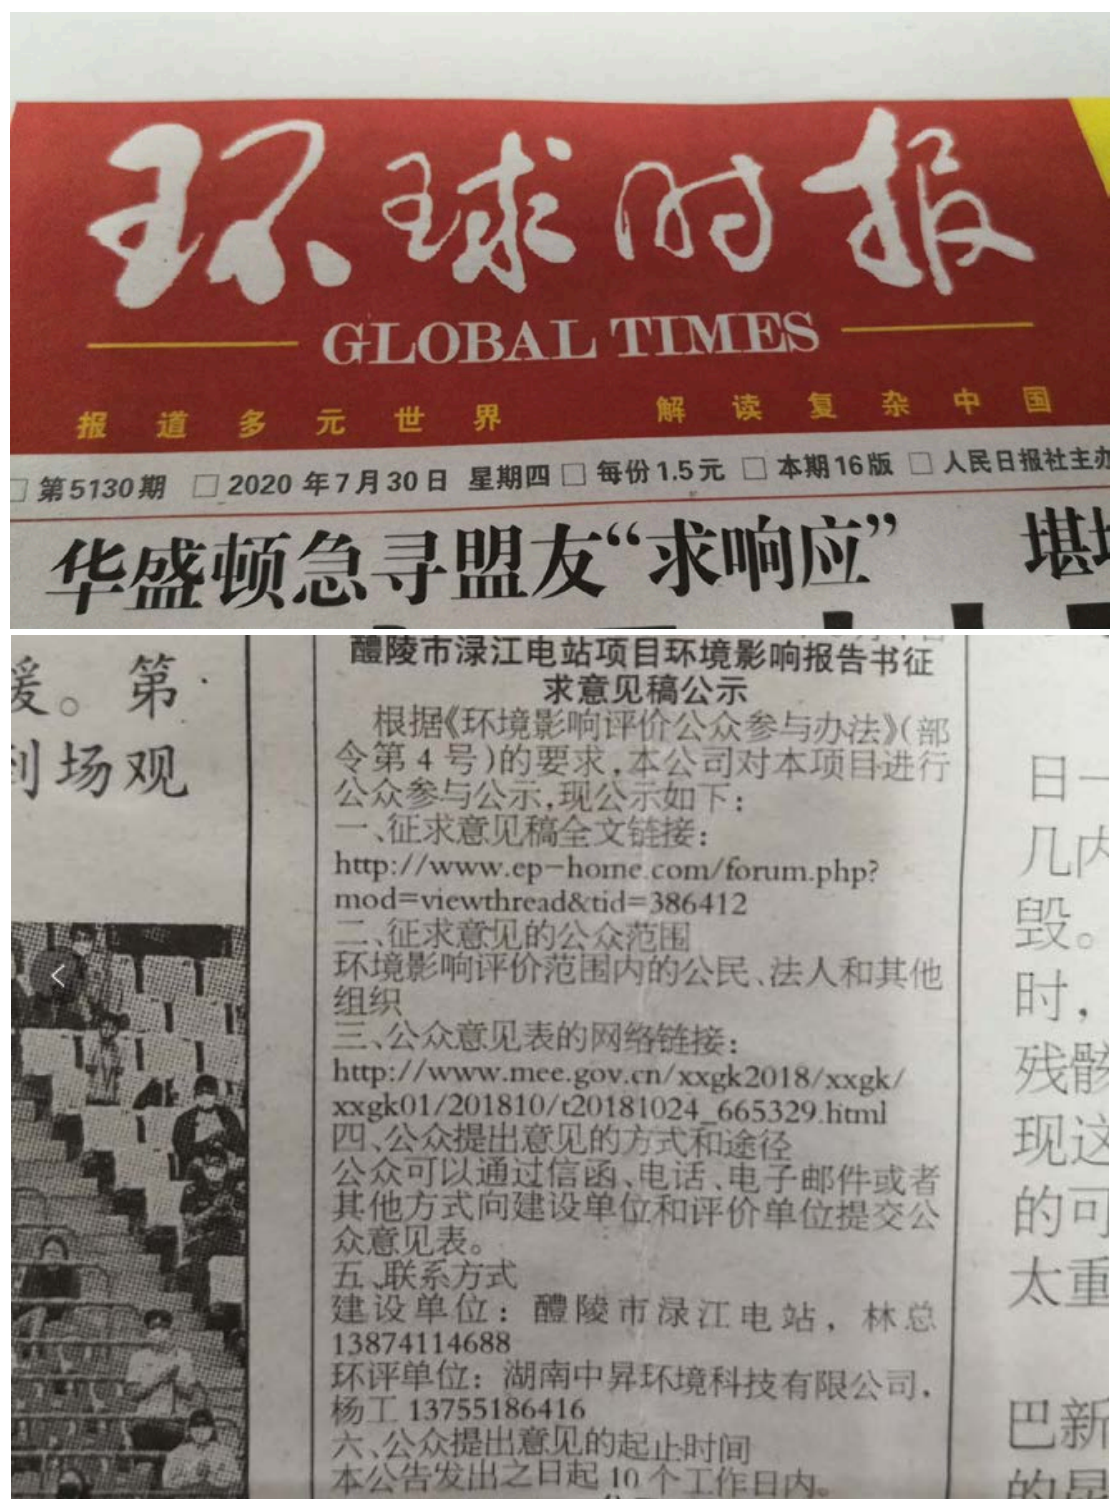 环球时报
GLOBAL TIMES
报道多元世界 解读复杂中国
□第5130期 □2020年7月30日 星期四 □每份1.5元 □本期16版 □人民日报社主办
华盛顿急寻盟友“求响应” 堪
爰。第
到场观
醴陵市渌江电站项目环境影响报告书征
求意见稿公示
根据《环境影响评价公众参与办法》(部
令第4号)的要求,本公司对本项目进行
公众参与公示,现公示如下:
一、征求意见稿全文链接:
http://www.ep-home.com/forum.php?
mod=viewthread&tid=386412
二、征求意见的公众范围
环境影响评价范围内的公民、法人和其他
组织
三、公众意见表的网络链接:
http://www.mee.gov.cn/xxgk2018/xxgk/
xxgk01/201810/t20181024_665329.html
四、公众提出意见的方式和途径
公众可以通过信函、电话、电子邮件或者
其他方式向建设单位和评价单位提交公
众意见表。
五、联系方式
建设单位:醴陵市渌江电站,林总
13874114688
环评单位:湖南中昇环境科技有限公司,
杨工 13755186416
六、公众提出意见的起止时间
本公告发出之日起10个工作日内。
日一
几内
毁。
时,
残骸
现这
的可
太重
巴新
的